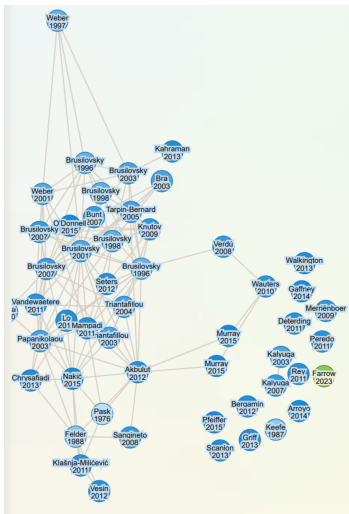 Weber
1997
Kahraman
2013
Brusilovsky
1996
Brusilovsky
2003
Bra
2003
Weber
2001
Brusilovsky
1998
Tarpin-Bernard
2005
Bunt
2007
O'Donnell
2015
Knutov
2009
Brusilovsky
2007
Brusilovsky
1998
Brusilovsky
2001
Verdú
2008
Brusilovsky
2007
Brusilovsky
1996
Walkington
2013
Seters
2012
Wauters
2010
Gaffney
2014
Vandewaetere
2011
Triantafillou
2004
Merriënboer
2009
Lo
201
Mampadi
2011
riantafillou
2003
Deterding
2011
Papanikolaou
2003
Murray
2015
Peredo
2011
Kalyuga
2003
Murray
2015
Akbulut
2012
Chrysafiadi
2013
Nakić
2015
Rey
2011
Farrow
2023
Kalyuga
2007
Pask
1976
Bergamin
2012
Arroyo
2014
Pfeiffer
2015
Keefe
1987
Felder
1988
Sangineto
2008
Griff
2013
Scanlon
2013
Klašnja-Milićević
2011
Vesin
2012